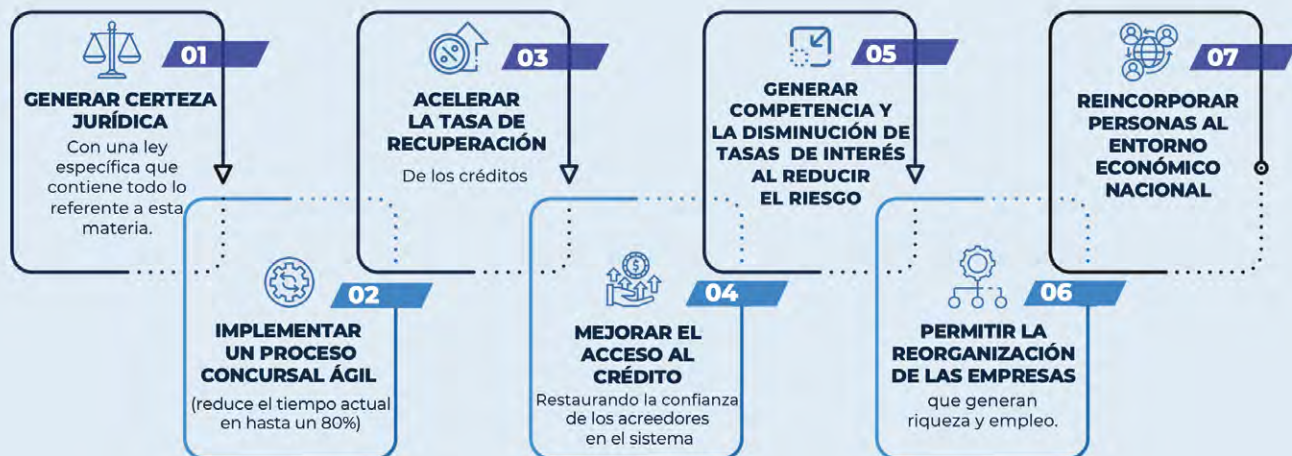 01
GENERAR CERTEZA
JURÍDICA
Con una ley
específica que
contiene todo lo
referente a esta
materia.
02
IMPLEMENTAR
UN PROCESO
CONCURSAL ÁGIL
(reduce el tiempo actual
en hasta un 80%)
03
ACELERAR
LA TASA DE
RECUPERACIÓN
De los créditos
04
MEJORAR EL
ACCESO AL
CRÉDITO
Restaurando la confianza
de los acreedores
en el sistema
05
GENERAR
COMPETENCIA Y
LA DISMINUCIÓN DE
TASAS DE INTERÉS
AL REDUCIR
EL RIESGO
06
PERMITIR LA
REORGANIZACIÓN
DE LAS EMPRESAS
que generan
riqueza y empleo.
07
REINCORPORAR
PERSONAS AL
ENTORNO
ECONÓMICO
NACIONAL